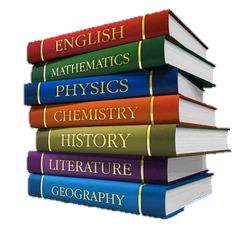 ENGLISH
MATHEMATICS
PHYSICS
CHEMISTRY
HISTORY
LITERATURE
GEOGRAPHY